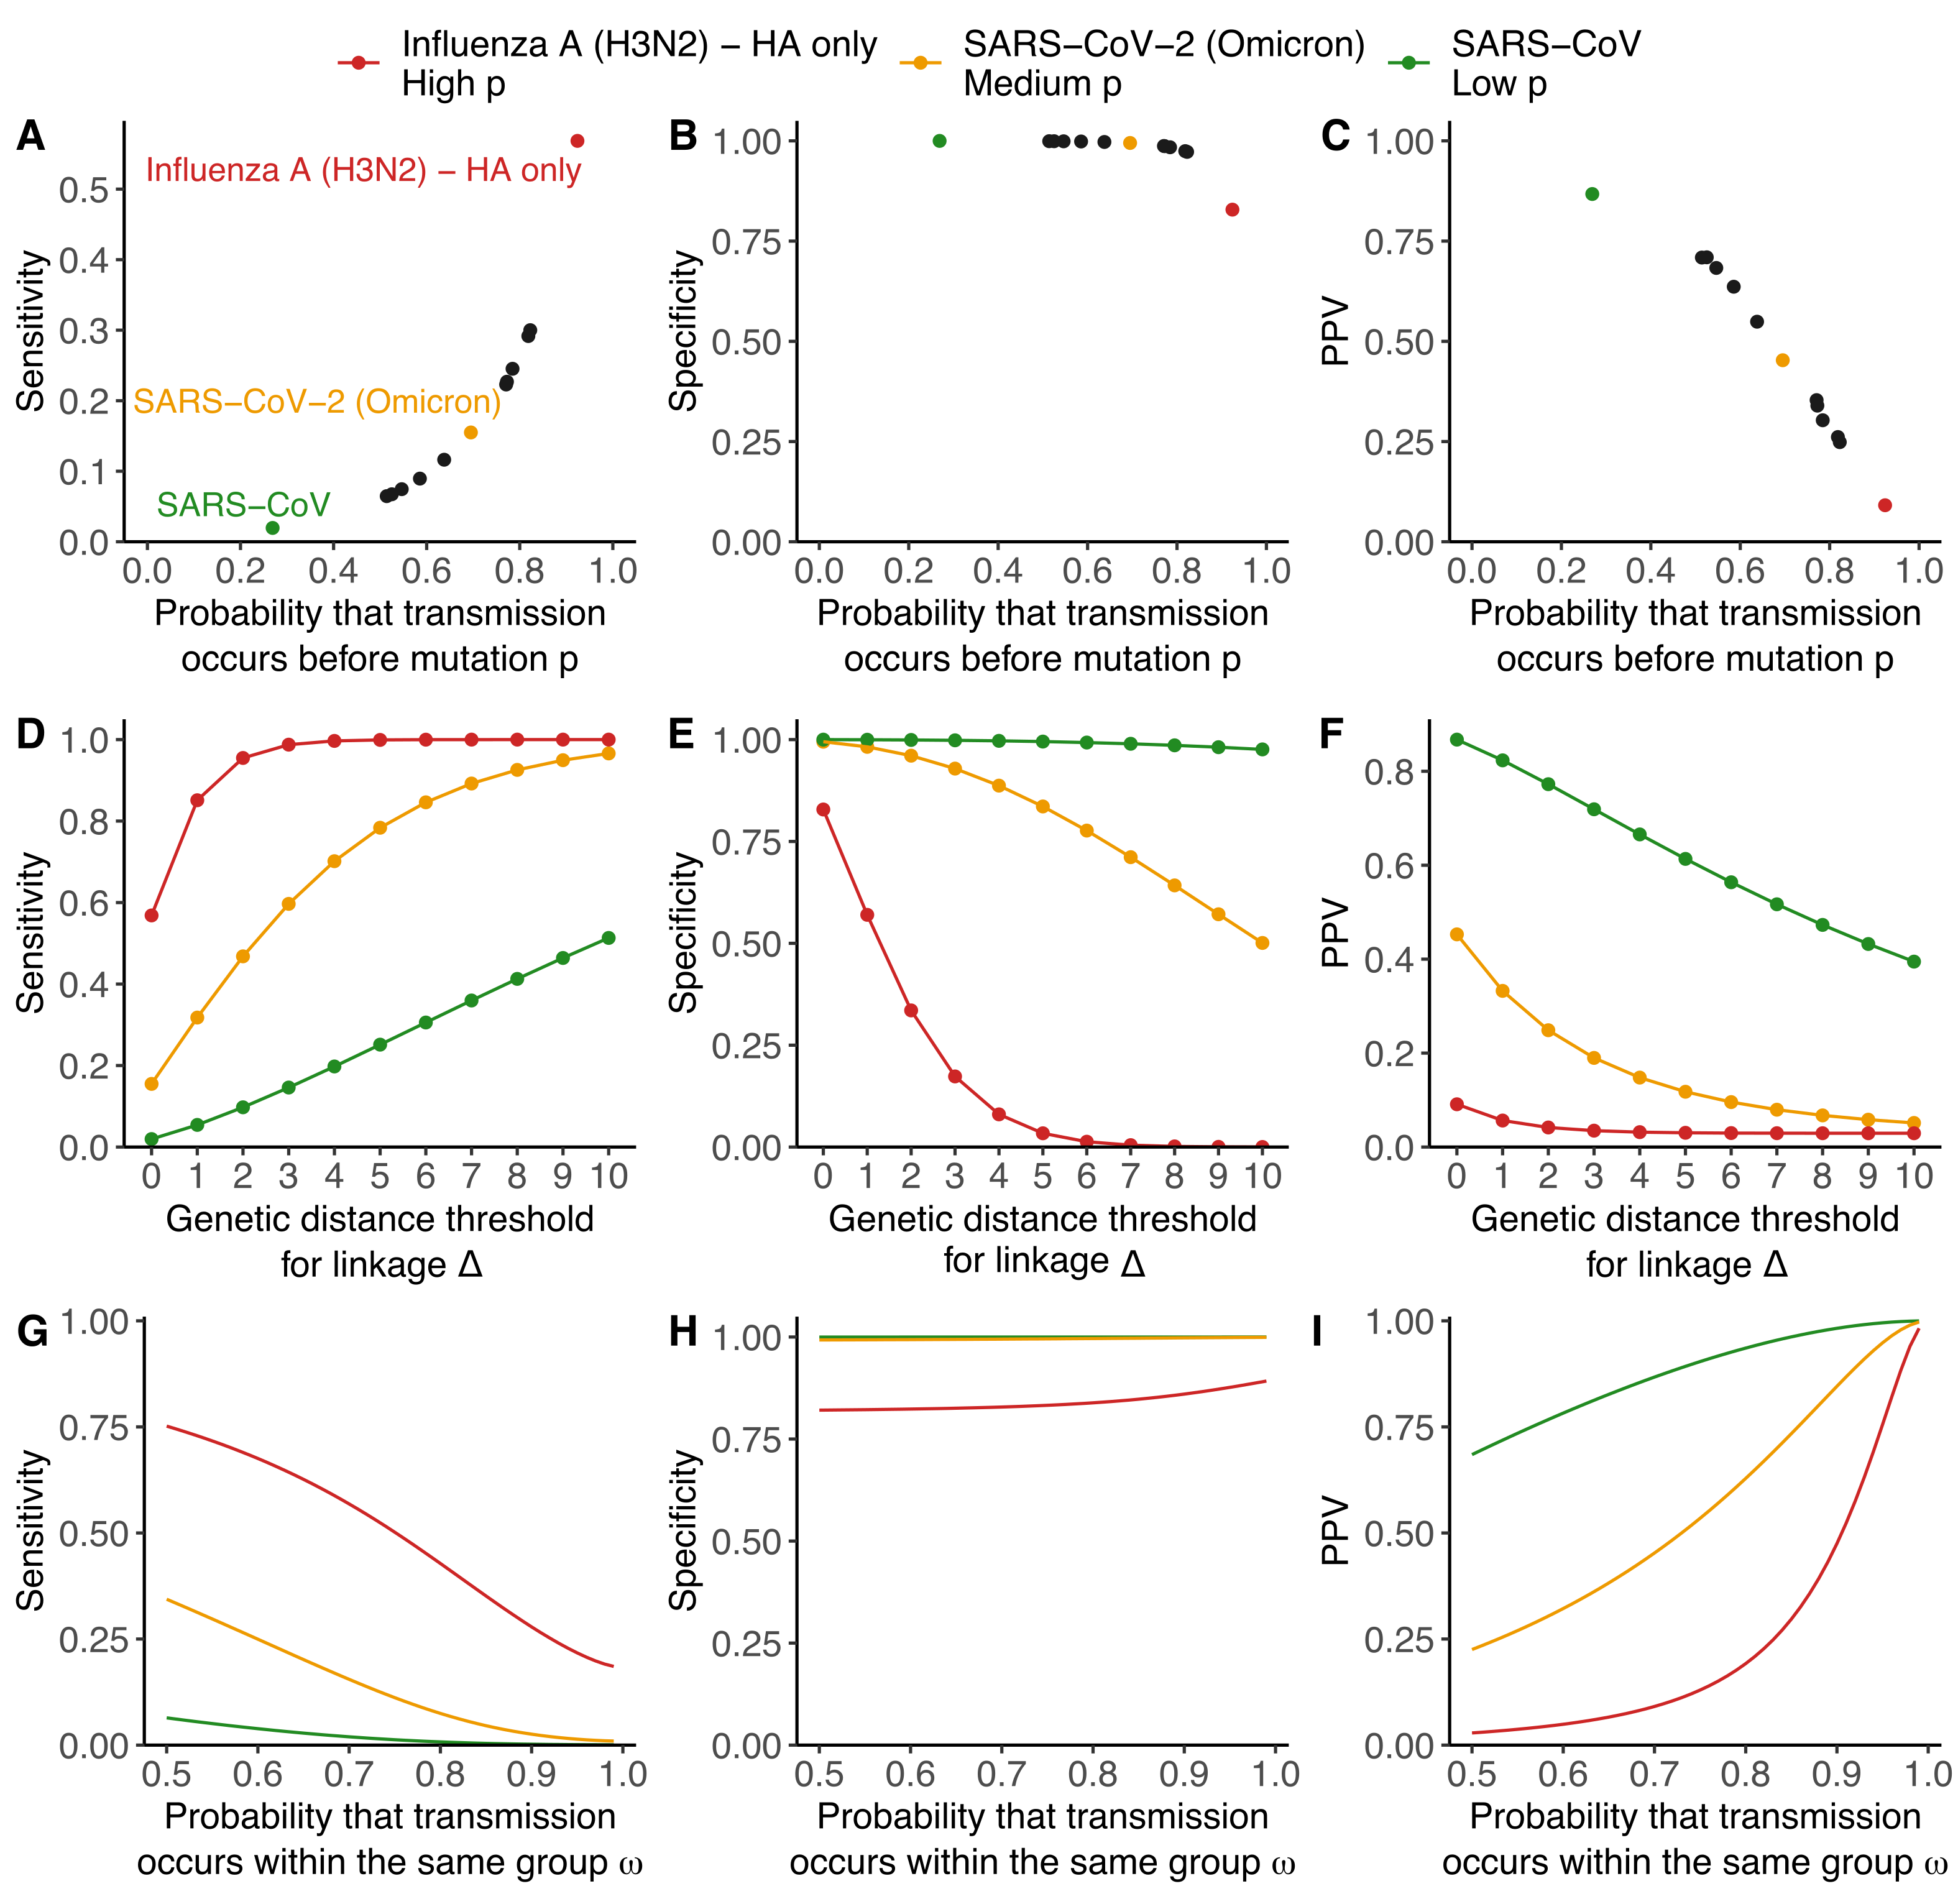 Influenza A (H3N2) – HA only
High p
SARS–CoV–2 (Omicron)
Medium p
SARS–CoV
Low p
A
Sensitivity
0.5
0.4
0.3
0.2
0.1
0.0
Influenza A (H3N2) – HA only
SARS–CoV–2 (Omicron)
SARS–CoV
0.0 0.2 0.4 0.6 0.8 1.0
Probability that transmission
occurs before mutation p
B
Specificity
1.00
0.75
0.50
0.25
0.00
0.0 0.2 0.4 0.6 0.8 1.0
Probability that transmission
occurs before mutation p
C
PPV
1.00
0.75
0.50
0.25
0.00
0.0 0.2 0.4 0.6 0.8 1.0
Probability that transmission
occurs before mutation p
D
Sensitivity
1.0
0.8
0.6
0.4
0.2
0.0
0 1 2 3 4 5 6 7 8 9 10
Genetic distance threshold
for linkage Δ
E
Specificity
1.00
0.75
0.50
0.25
0.00
0 1 2 3 4 5 6 7 8 9 10
Genetic distance threshold
for linkage Δ
F
PPV
0.8
0.6
0.4
0.2
0.0
0 1 2 3 4 5 6 7 8 9 10
Genetic distance threshold
for linkage Δ
G
Sensitivity
1.00
0.75
0.50
0.25
0.00
0.5 0.6 0.7 0.8 0.9 1.0
Probability that transmission
occurs within the same group ω
H
Specificity
1.00
0.75
0.50
0.25
0.00
0.5 0.6 0.7 0.8 0.9 1.0
Probability that transmission
occurs within the same group ω
I
PPV
1.00
0.75
0.50
0.25
0.00
0.5 0.6 0.7 0.8 0.9 1.0
Probability that transmission
occurs within the same group ω